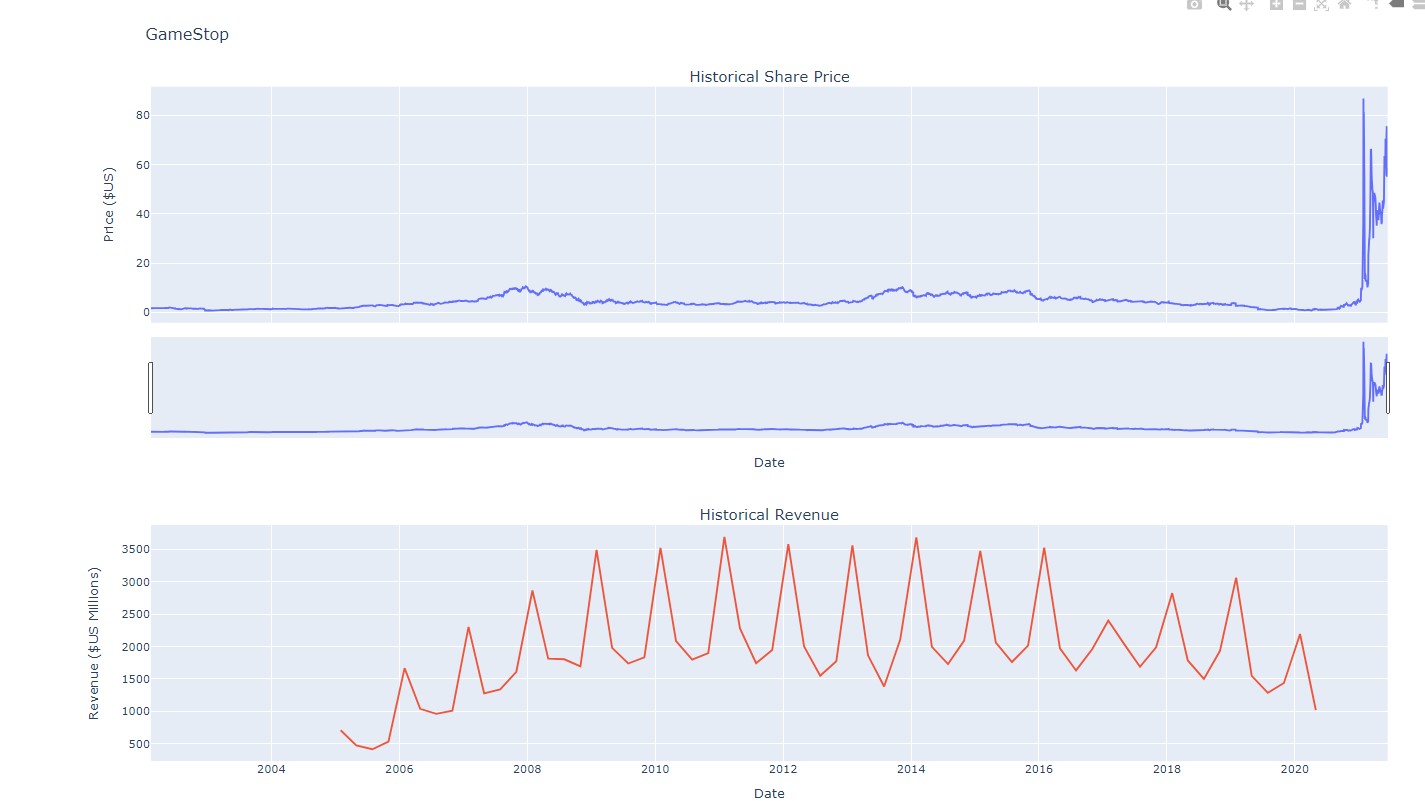 GameStop
Historical Share Price
Price ($US)
80
60
40
20
0
Date
Historical Revenue
Revenue ($US Millions)
3500
3000
2500
2000
1500
1000
500
2004 2006 2008 2010 2012 2014 2016 2018 2020
Date